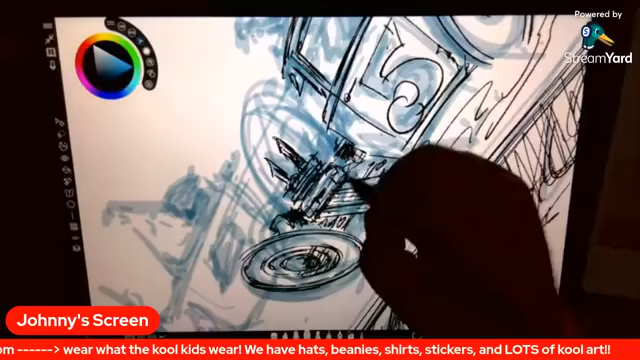 Powered by
StreamYard
5
Johnny's Screen
om ------> wear what the kool kids wear! We have hats, beanies, shirts, stickers, and LOTS of kool art!!